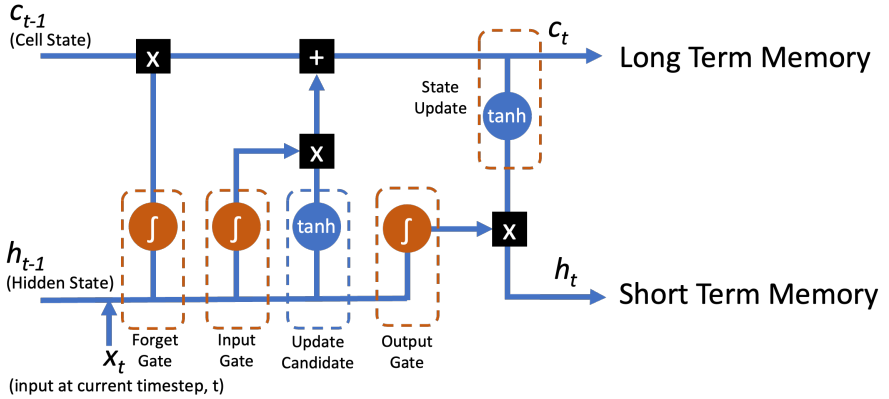 c_{t-1}
(Cell State)
x
+
c_t
Long Term Memory
State
Update
tanh
x
∫
∫
tanh
∫
x
h_{t-1}
(Hidden State)
h_t
Short Term Memory
x_t
Forget
Gate
Input
Gate
Update
Candidate
Output
Gate
(input at current timestep, t)